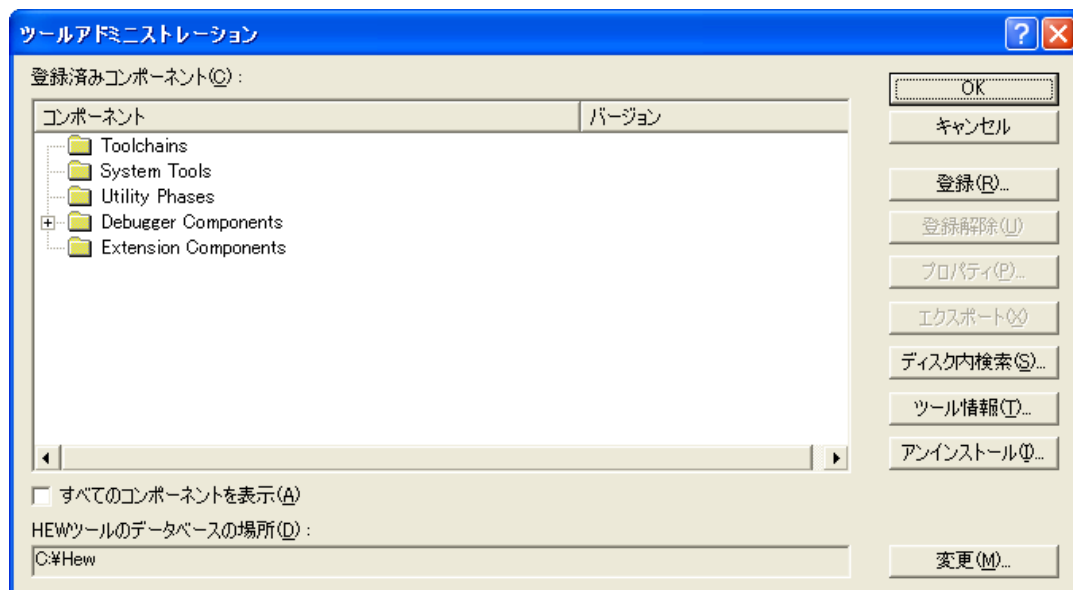 ツールアドミニストレーション
登録済みコンポーネント(C):
コンポーネント バージョン
Toolchains
System Tools
Utility Phases
Debugger Components
Extension Components
すべてのコンポーネントを表示(A)
HEWツールのデータベースの場所(D):
C:¥Hew
OK
キャンセル
登録(R)...
登録解除(U)
プロパティ(P)...
エクスポート(X)
ディスク内検索(S)...
ツール情報(T)...
アンインストール(I)...
変更(M)...